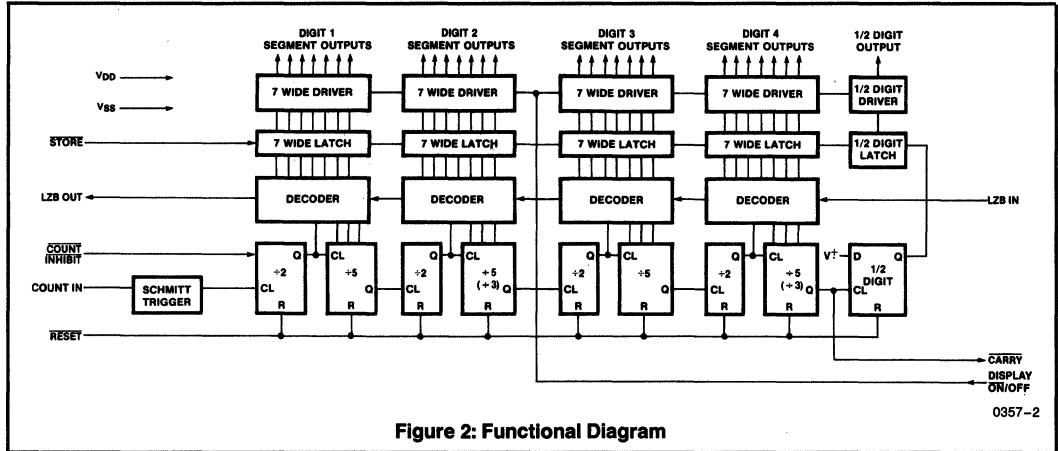 DIGIT 1
SEGMENT OUTPUTS
DIGIT 2
SEGMENT OUTPUTS
DIGIT 3
SEGMENT OUTPUTS
DIGIT 4
SEGMENT OUTPUTS
1/2 DIGIT
OUTPUT
VDD
7 WIDE DRIVER
7 WIDE DRIVER
7 WIDE DRIVER
7 WIDE DRIVER
1/2 DIGIT
DRIVER
VSS
STORE
7 WIDE LATCH
7 WIDE LATCH
7 WIDE LATCH
7 WIDE LATCH
1/2 DIGIT
LATCH
LZB OUT
DECODER
DECODER
DECODER
DECODER
LZB IN
COUNT
INHIBIT
COUNT IN
SCHMITT
TRIGGER
Q
÷2
CL
R
CL
÷5
Q
R
Q
÷2
CL
R
CL
÷5
(÷3)
Q
R
Q
÷2
CL
R
CL
÷5
Q
R
Q
÷2
CL
R
CL
÷5
(÷3)
Q
R
V+
D
Q
1/2
DIGIT
CL
R
RESET
CARRY
DISPLAY
ON/OFF
0357–2
Figure 2: Functional Diagram